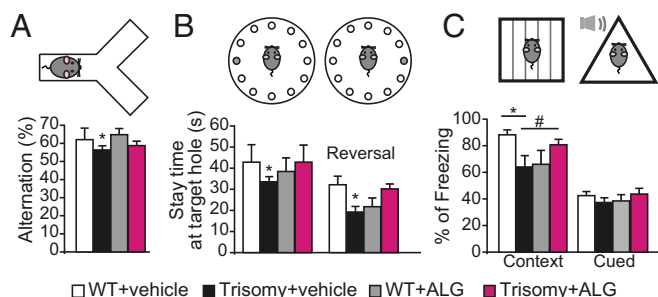 A
B
C
Alternation (%)
70
60
50
40
30
20
10
0
*
Stay time
at target hole (s)
60
50
40
30
20
10
0
*
Reversal
*
% of Freezing
100
80
60
40
20
0
*
#
Context
Cued
WT+vehicle
Trisomy+vehicle
WT+ALG
Trisomy+ALG